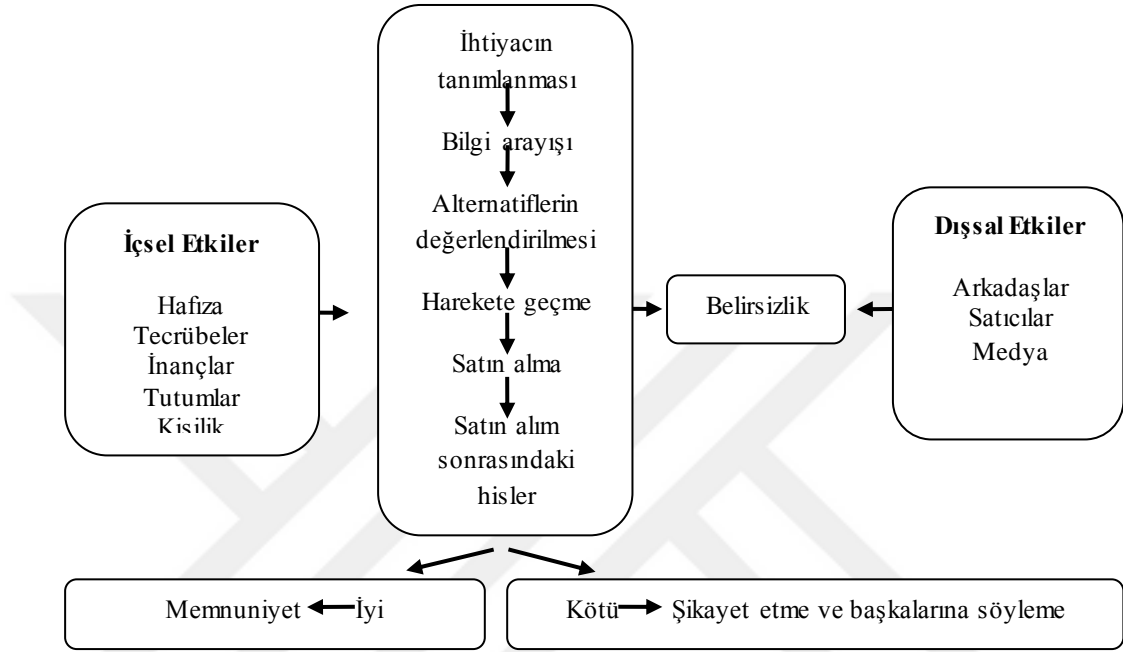 İhtiyacın
tanımlanması
Bilgi arayışı
Alternatiflerin
değerlendirilmesi
Harekete geçme
Satın alma
Satın alım
sonrasındaki
hisler
İçsel Etkiler
Hafıza
Tecrübeler
İnançlar
Tutumlar
Kişilik
Belirsizlik
Dışsal Etkiler
Arkadaşlar
Satıcılar
Medya
Memnuniyet İyi
Kötü Şikayet etme ve başkalarına söyleme